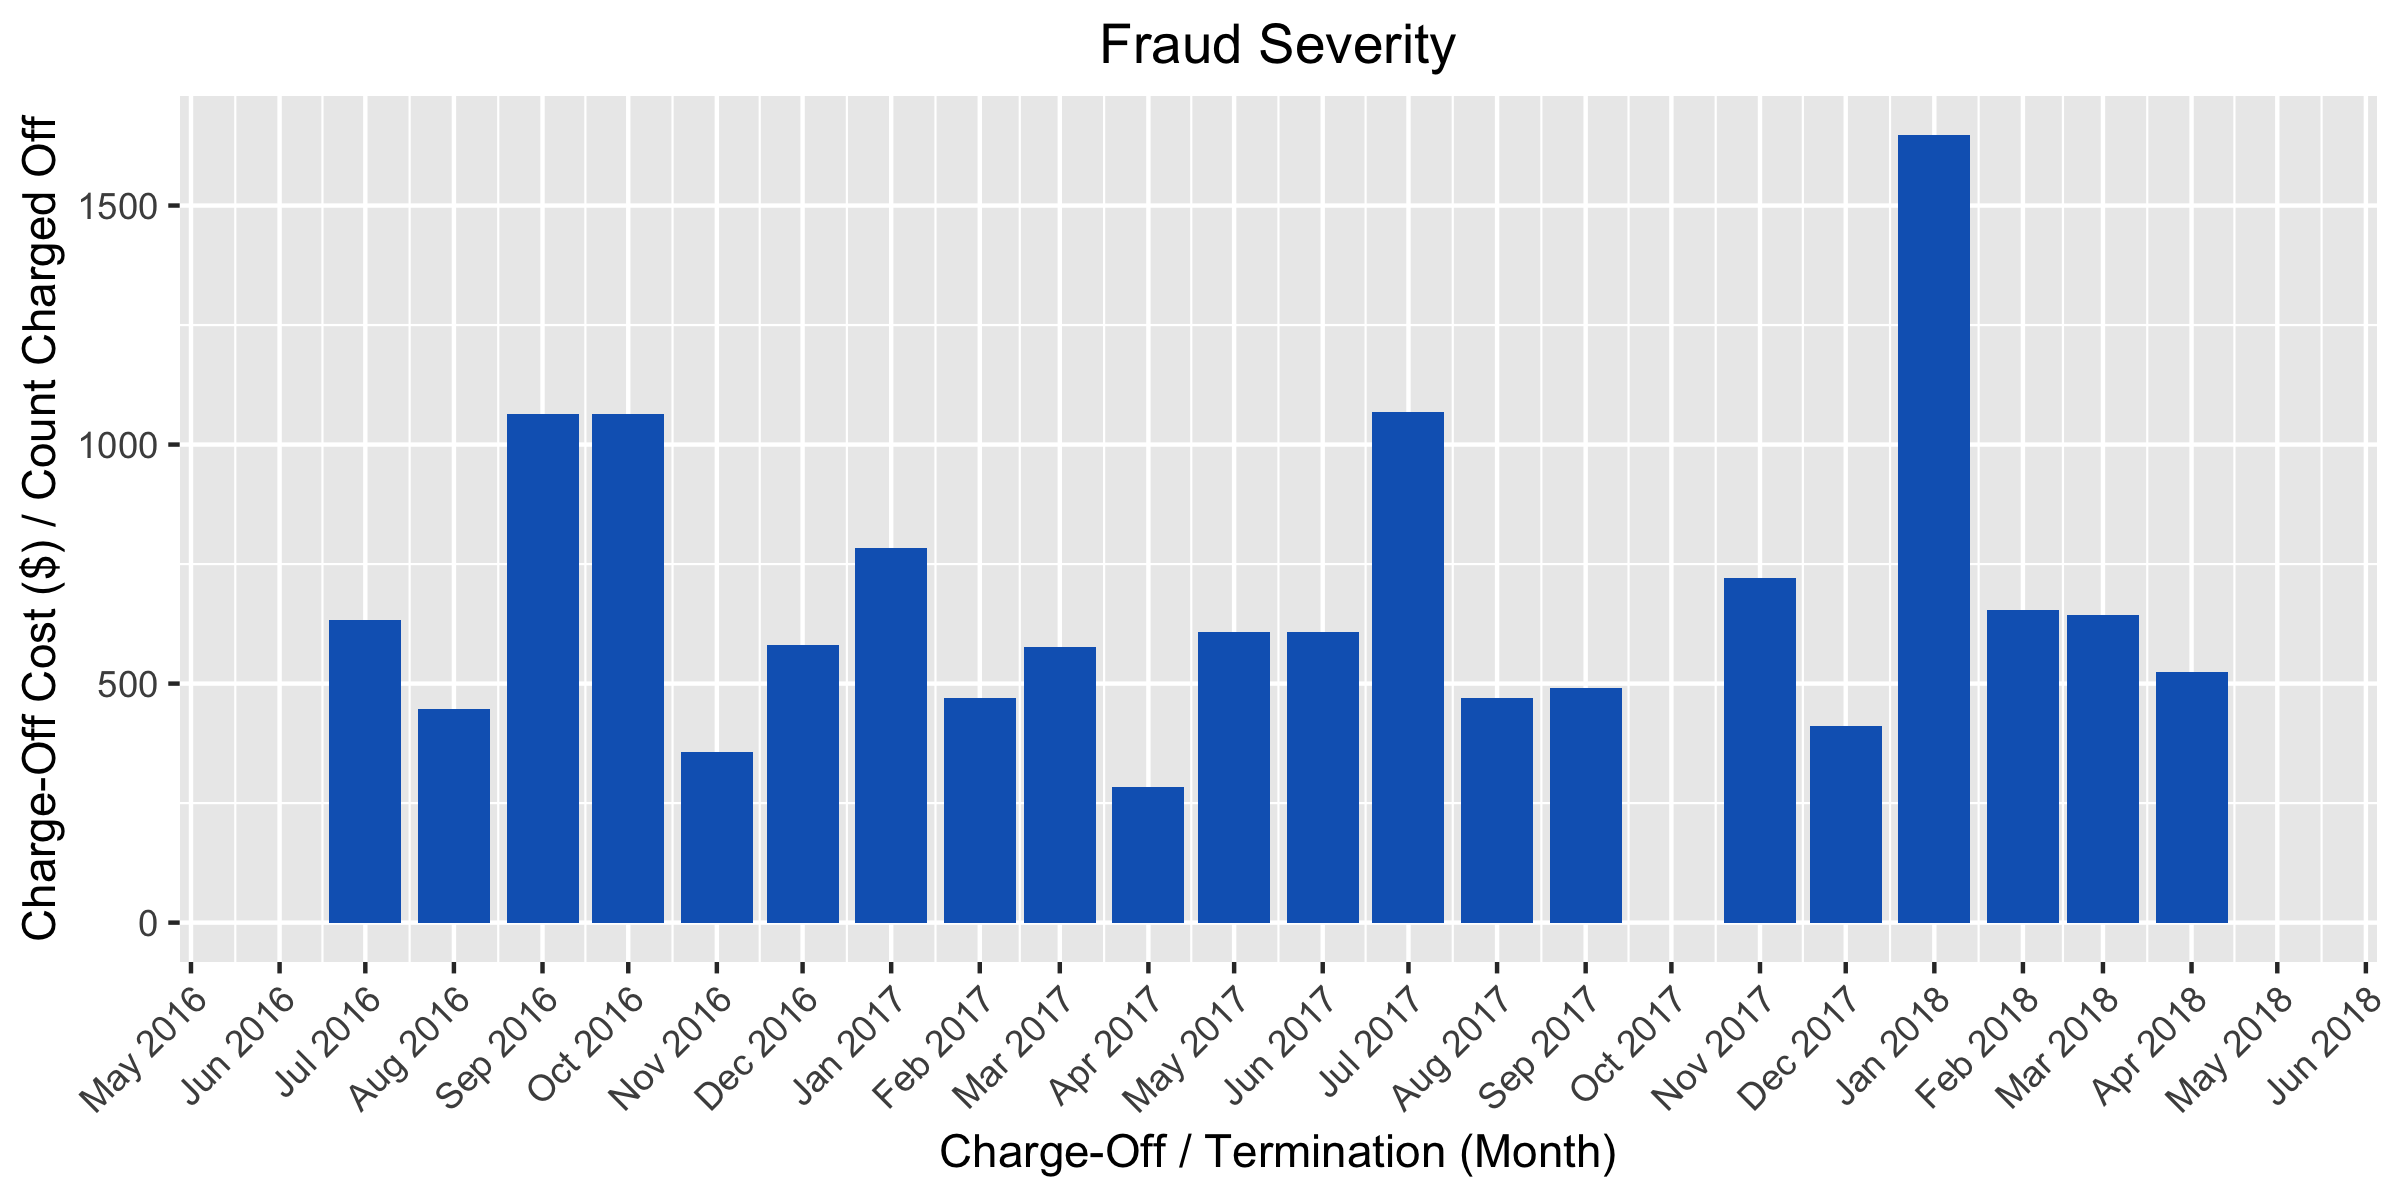 Fraud Severity
Charge-Off Cost ($) / Count Charged Off
1500
1000
500
0
May 2016
Jun 2016
Jul 2016
Aug 2016
Sep 2016
Oct 2016
Nov 2016
Dec 2016
Jan 2017
Feb 2017
Mar 2017
Apr 2017
May 2017
Jun 2017
Jul 2017
Aug 2017
Sep 2017
Oct 2017
Nov 2017
Dec 2017
Jan 2018
Feb 2018
Mar 2018
Apr 2018
May 2018
Jun 2018
Charge-Off / Termination (Month)